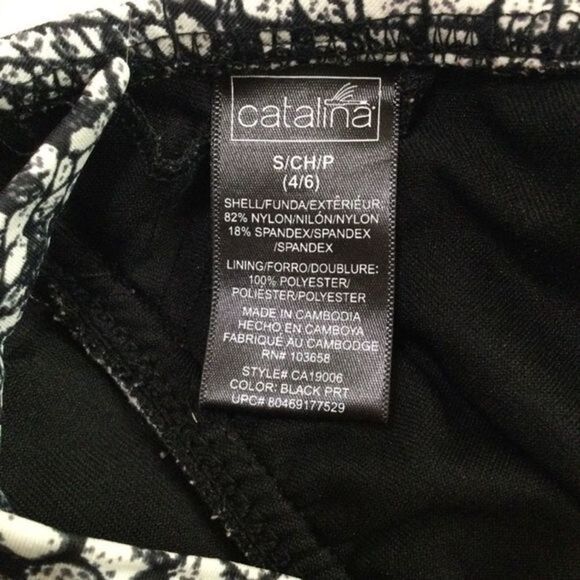 catalina
S/CH/P
(4/6)
SHELL/FUNDA/EXTÉRIEUR:
82% NYLON/NILÓN/NYLON
18% SPANDEX/SPANDEX
/SPANDEX
LINING/FORRO/DOUBLURE:
100% POLYESTER/
POLIÉSTER/POLYESTER
MADE IN CAMBODIA
HECHO EN CAMBOYA
FABRIQUÉ AU CAMBODGE
RN# 103658
STYLE# CA19006
COLOR: BLACK PRT
UPC# 80469177529